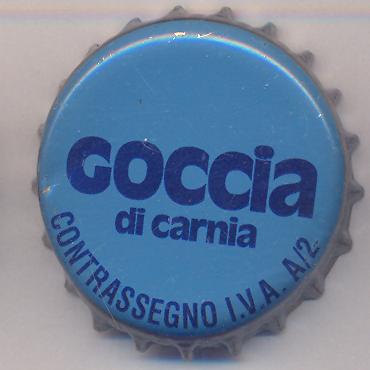 GOCCia
di carnia
CONTRASSEGNO I.V.A. A/2